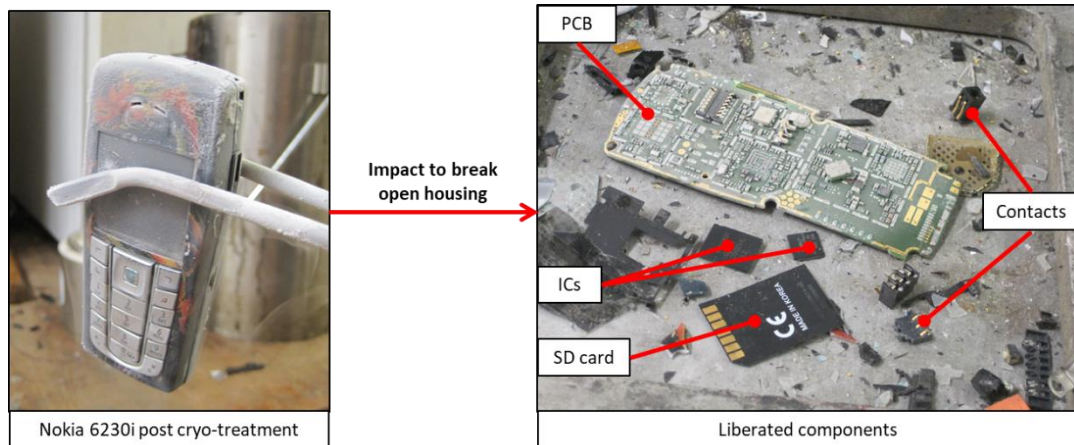 PCB
Impact to break
open housing
Contacts
ICs
MADE IN KOREA
CE
SD card
Nokia 6230i post cryo-treatment
Liberated components